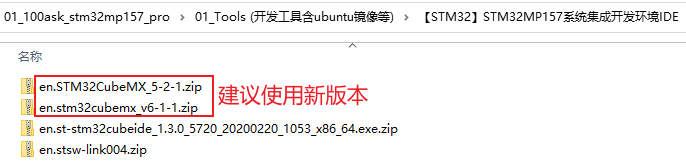 01_100ask_stm32mp157_pro > 01_Tools (开发工具含ubuntu镜像等) > 【STM32】STM32MP157系统集成开发环境IDE
名称
en.STM32CubeMX_5-2-1.zip
en.stm32cubemx_v6-1-1.zip
建议使用新版本
en.st-stm32cubeide_1.3.0_5720_20200220_1053_x86_64.exe.zip
en.stsw-link004.zip